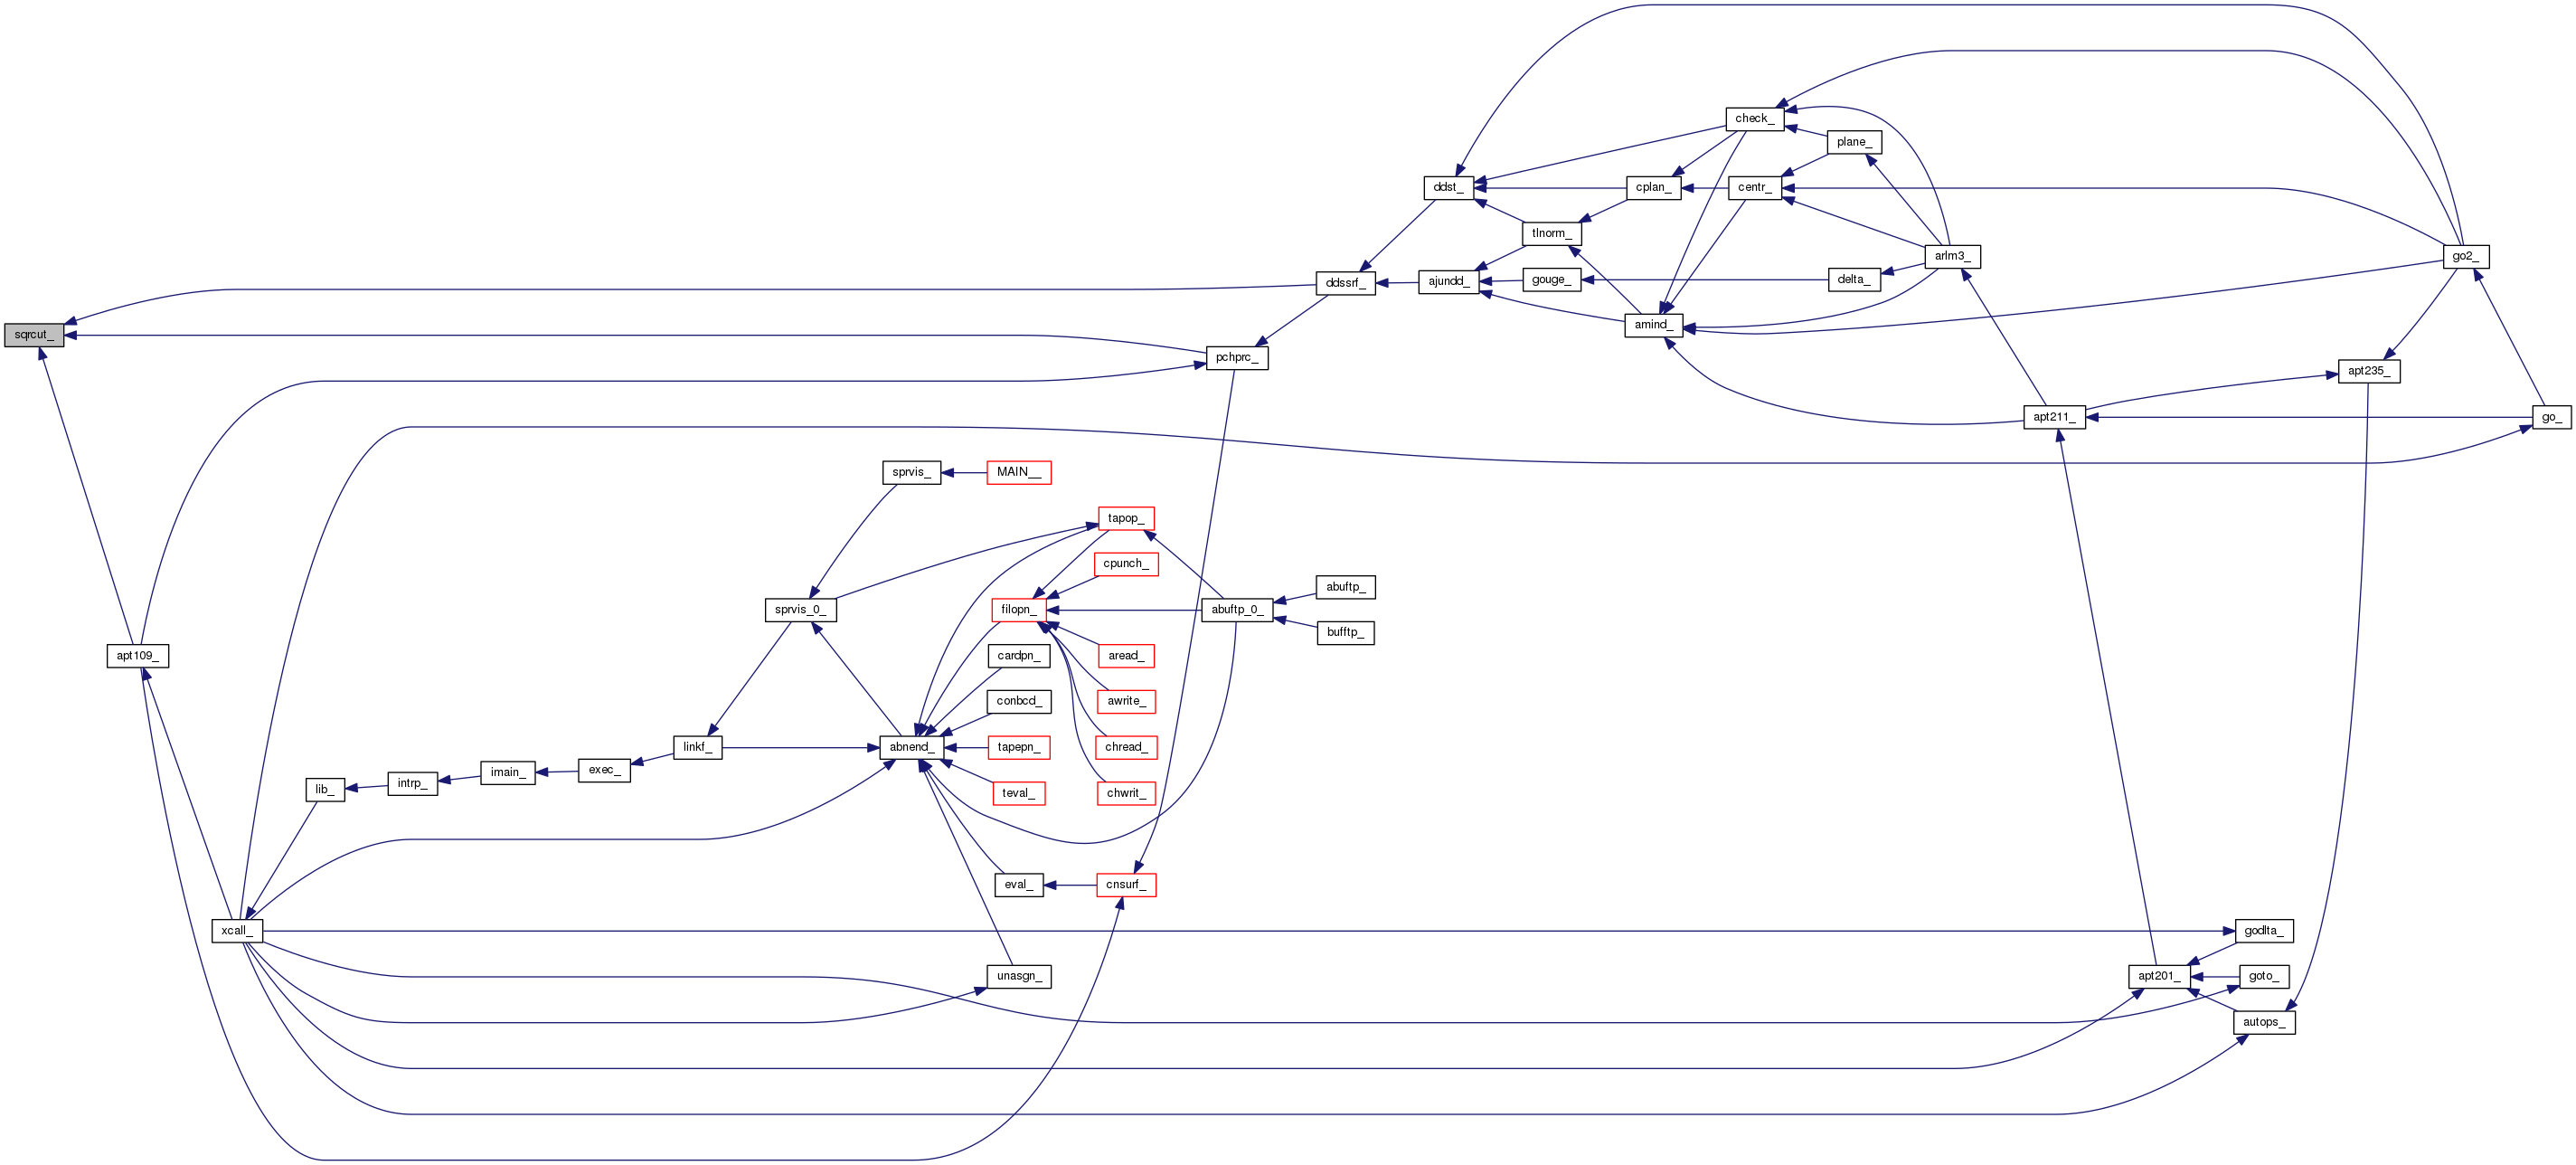 check_
plane_
ddst_
cplan_
centr_
tlnorm_
arlm3_
go2_
ddssrf_
ajundd_
gouge_
delta_
amind_
sqrcut_
pchprc_
apt235_
apt211_
go_
sprvis_
MAIN__
tapop_
cpunch_
abuftp_
sprvis_0_
filopn_
abuftp_0_
bufftp_
apt109_
cardpn_
aread_
conbcd_
awrite_
linkf_
abnend_
tapepn_
chread_
exec_
imain_
intrp_
lib_
teval_
chwrit_
eval_
cnsurf_
xcall_
godlta_
unasgn_
apt201_
goto_
autops_